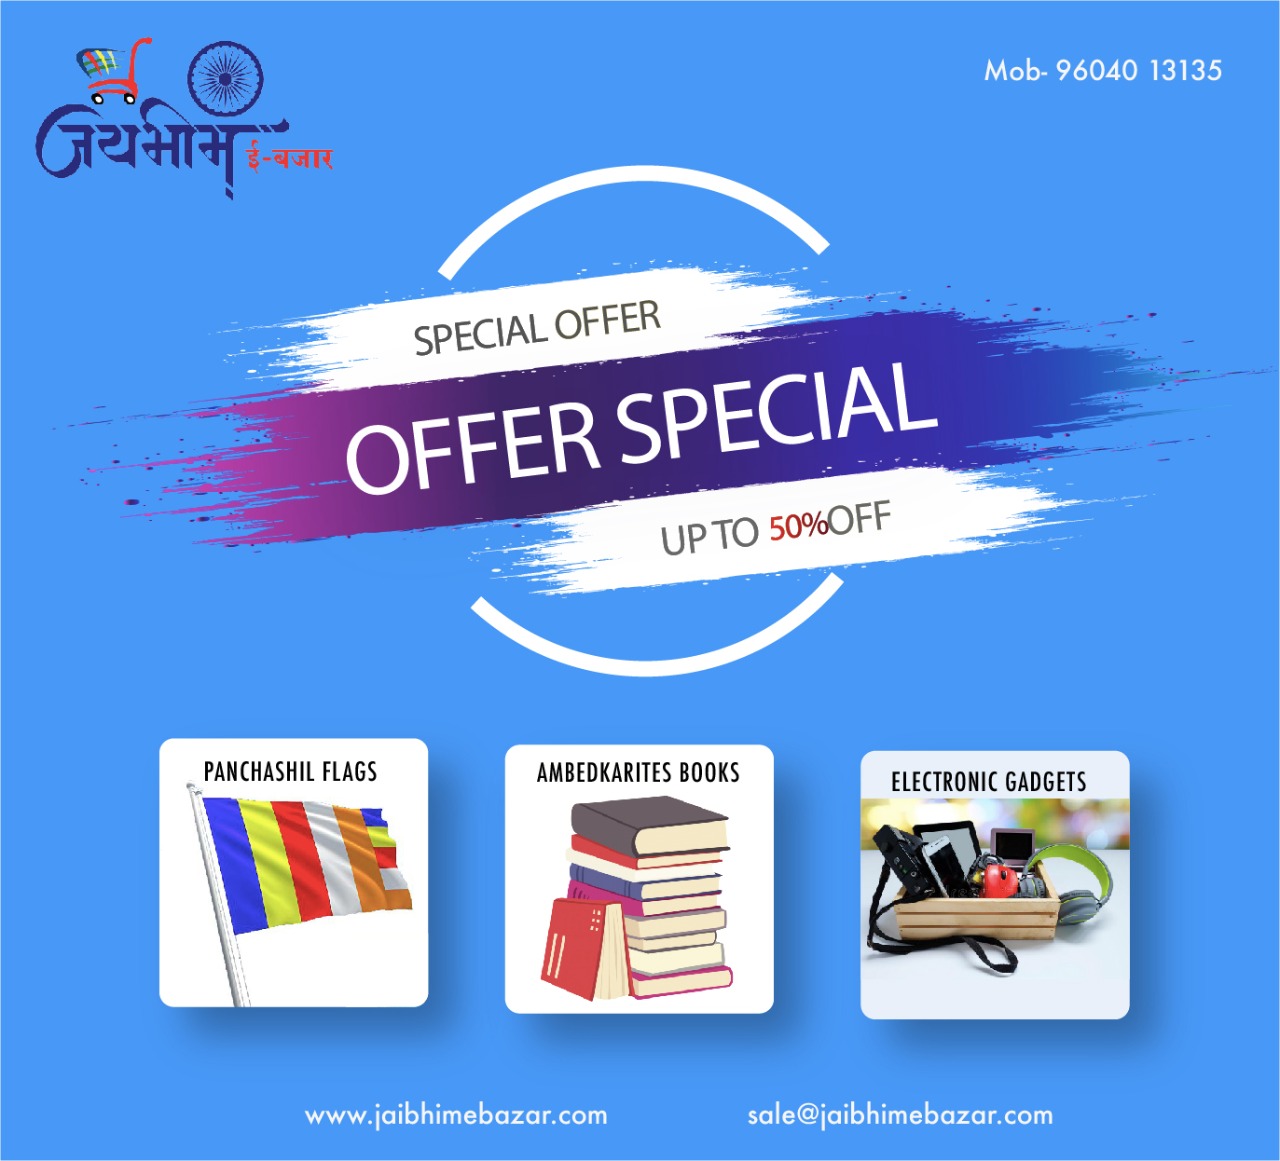 जयभीम्
ई-बजार
Mob- 96040 13135
SPECIAL OFFER
OFFER SPECIAL
UP TO 50%OFF
PANCHASHIL FLAGS
AMBEDKARITES BOOKS
ELECTRONIC GADGETS
www.jaibhimebazar.com
sale@jaibhimebazar.com